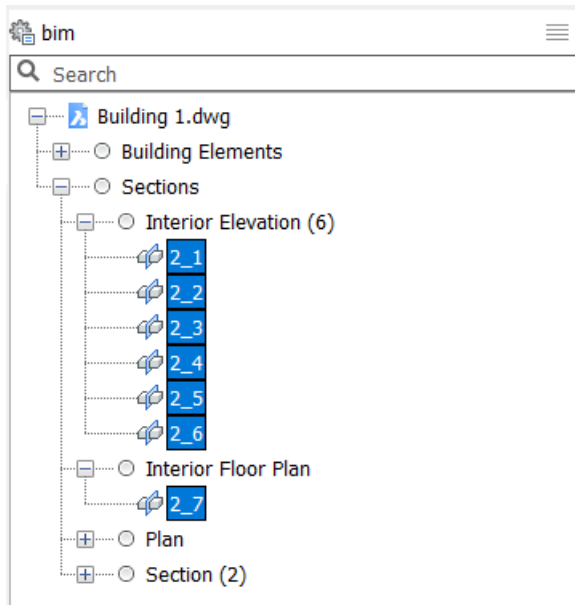 bim
Search
Building 1.dwg
Building Elements
Sections
Interior Elevation (6)
2_1
2_2
2_3
2_4
2_5
2_6
Interior Floor Plan
2_7
Plan
Section (2)